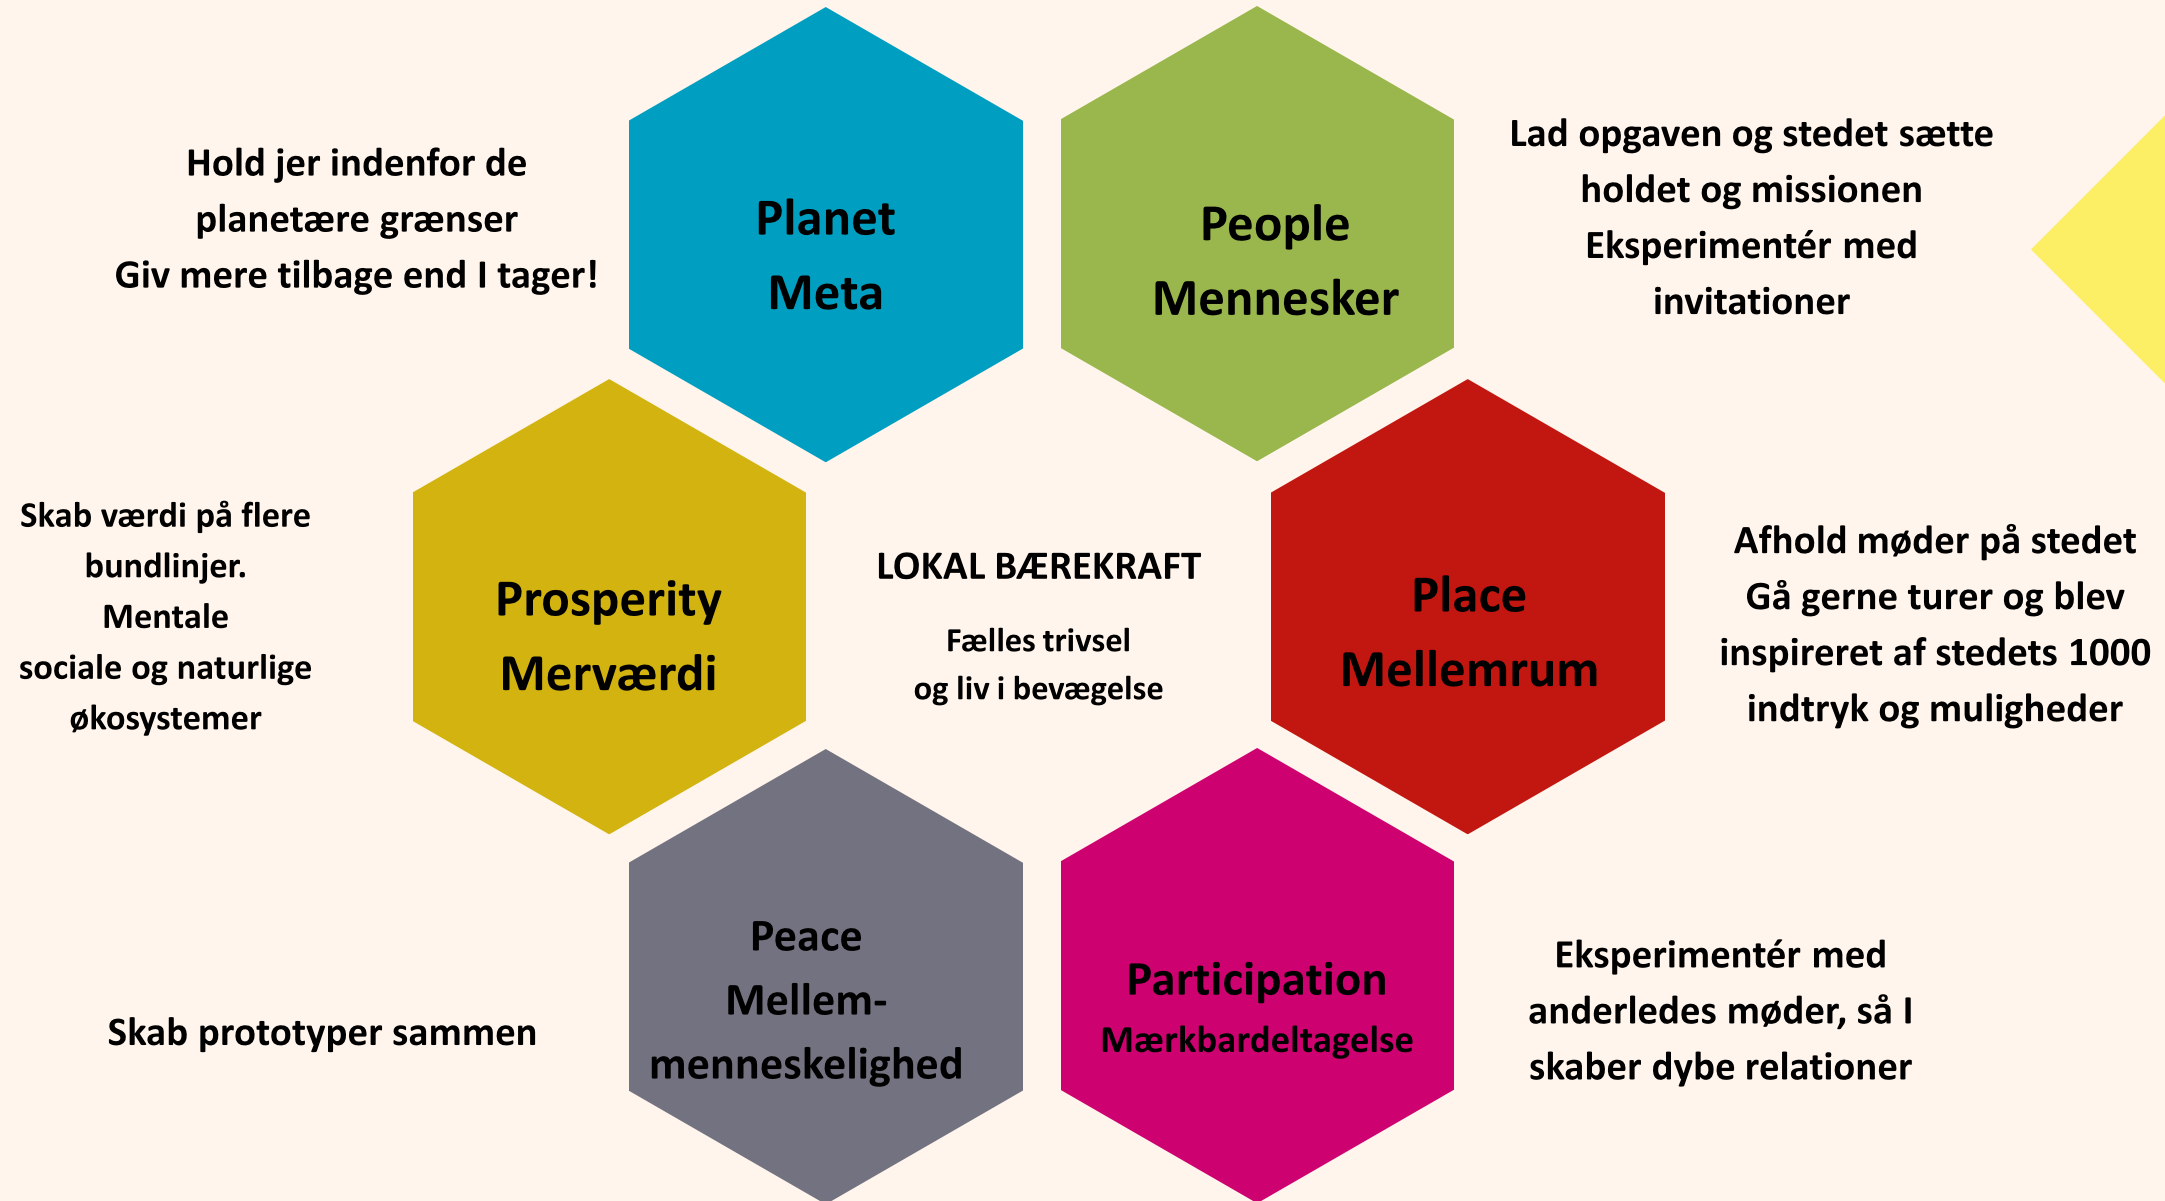 Hold jer indenfor de
planetære grænser
Giv mere tilbage end I tager!
Planet
Meta
People
Mennesker
Lad opgaven og stedet sætte
holdet og missionen
Eksperimentér med
invitationer
Skab værdi på flere
bundlinjer.
Mentale
sociale og naturlige
økosystemer
Prosperity
Merværdi
LOKAL BÆREKRAFT
Fælles trivsel
og liv i bevægelse
Place
Mellemrum
Afhold møder på stedet
Gå gerne turer og blev
inspireret af stedets 1000
indtryk og muligheder
Skab prototyper sammen
Peace
Mellem-
menneskelighed
Participation
Mærkbardeltagelse
Eksperimentér med
anderledes møder, så I
skaber dybe relationer